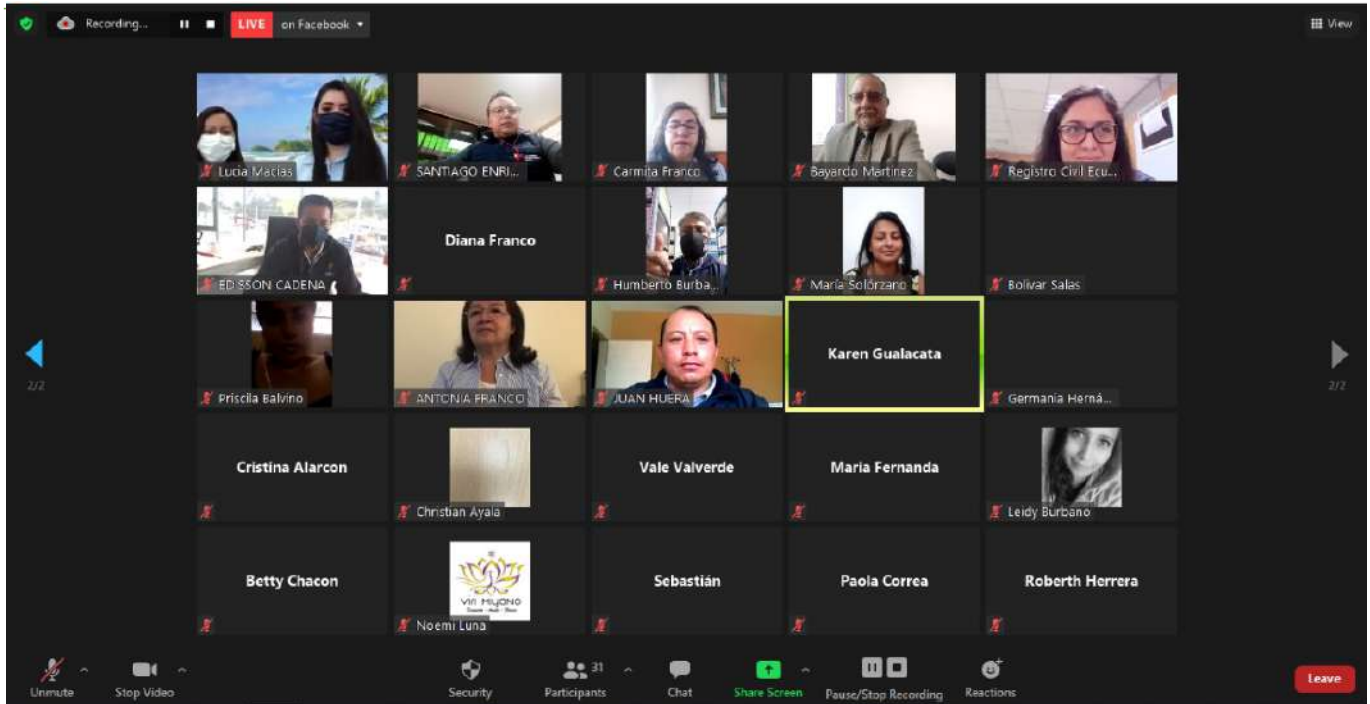 Recording...
LIVE on Facebook
View
Lucia Macias
SANTIAGO ENRI...
Carmita Franco
Bayardo Martinez
Registro Civil Ecu...
EDISSON CADENA
Diana Franco
Humberto Burba...
María Solórzano
Bolivar Salas
Priscila Balvino
ANTONIA FRANCO
JUAN HUERA
Karen Gualacata
Germania Herná...
2/2
2/2
Cristina Alarcon
Christian Ayala
Vale Valverde
Maria Fernanda
Leidy Burbano
Betty Chacon
Noemi Luna
Sebastián
Paola Correa
Roberth Herrera
Unmute
Stop Video
Security
31
Participants
Chat
Share Screen
Pause/Stop Recording
Reactions
Leave